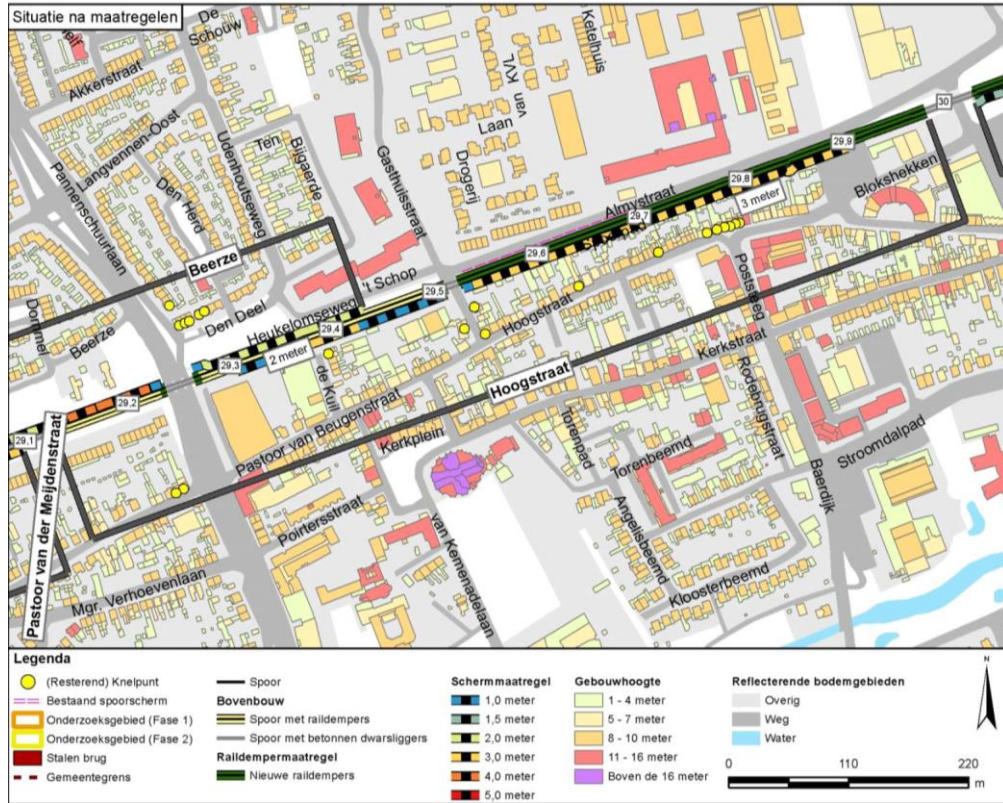 Situatie na maatregelen
De
Schouw
Akkerstraat
Langvennen-Oost
Pannenschuurlaan
Den Herd
Udenhoutseweg
Ten
Bijgaerde
Gasthuisstraat
Ketelhuis
van KVL
Laan
Drogerij
Almystraat
Blokshekken
30
29,9
29,8
3 meter
29,7
29,6
29,5
29,4
2 meter
29,3
29,2
29,1
Beerze
Dommel
Beerze
Den Deel
Heukelomseweg
't Schop
Hoogstraat
Poststeeg
Kerkstraat
Hoogstraat
de Kuil
Pastoor van Beugenstraat
Kerkplein
Torenpad
Torenbeemd
Rodebrugstraat
Baerdijk
Stroomdalpad
Pastoor van der Meijdenstraat
Poirtersstraat
van Kemenadelaan
Angelisbeemd
Kloosterbeemd
Mgr. Verhoevenlaan
Legenda
(Resterend) Knelpunt
Bestaand spoorscherm
Onderzoeksgebied (Fase 1)
Onderzoeksgebied (Fase 2)
Stalen brug
Gemeentegrens
Spoor
Bovenbouw
Spoor met raildempers
Spoor met betonnen dwarsliggers
Raildempermaatregel
Nieuwe raildempers
Schermmaatregel
1,0 meter
1,5 meter
2,0 meter
3,0 meter
4,0 meter
5,0 meter
Gebouwhoogte
1 - 4 meter
5 - 7 meter
8 - 10 meter
11 - 16 meter
Boven de 16 meter
Reflecterende bodemgebieden
Overig
Weg
Water
N
0 110 220
m